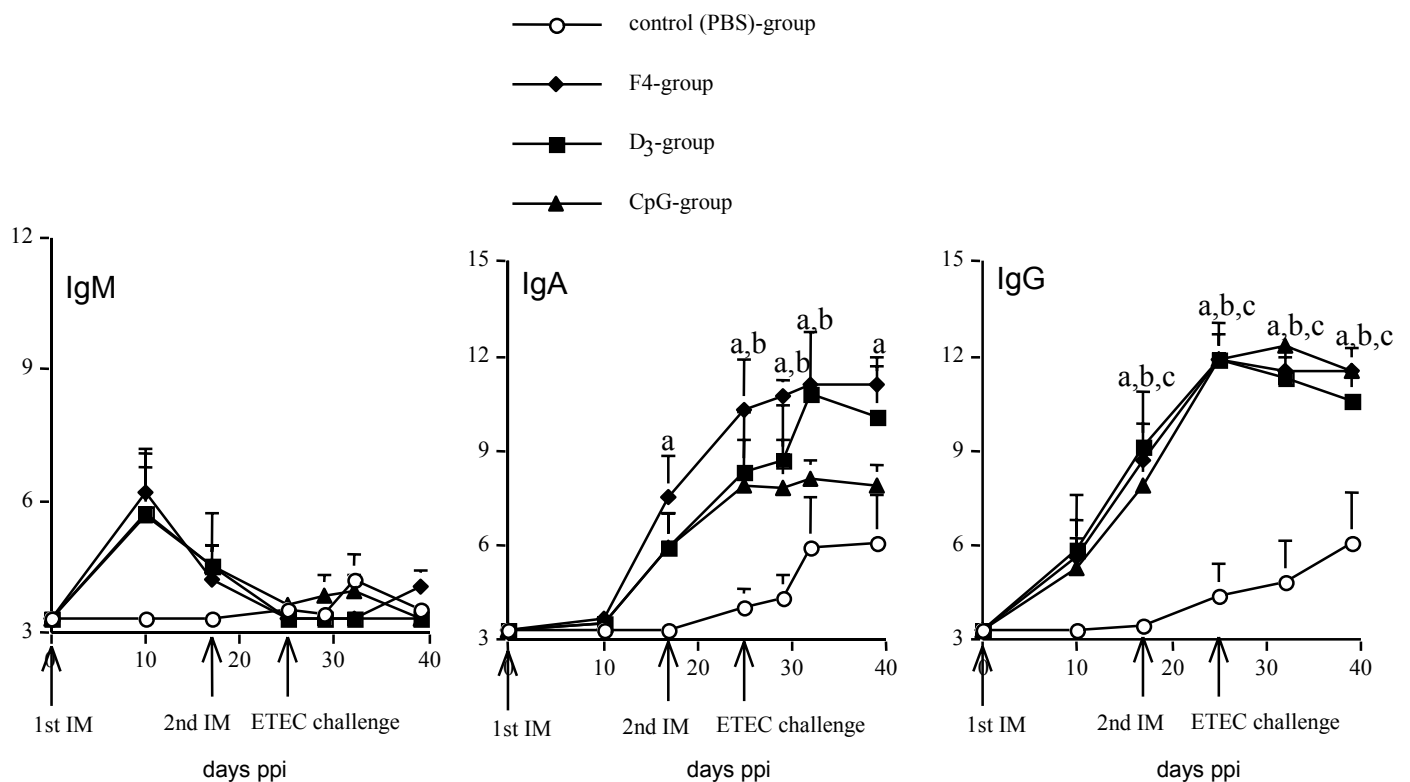 control (PBS)-group
F4-group
D3-group
CpG-group
12
9
6
3
IgM
0 10 20 30 40
1st IM 2nd IM ETEC challenge
days ppi
15
12
9
6
3
IgA
a a,b a,b a,b a
0 10 20 30 40
1st IM 2nd IM ETEC challenge
days ppi
15
12
9
6
3
IgG
a,b,c a,b,c a,b,c a,b,c
0 10 20 30 40
1st IM 2nd IM ETEC challenge
days ppi